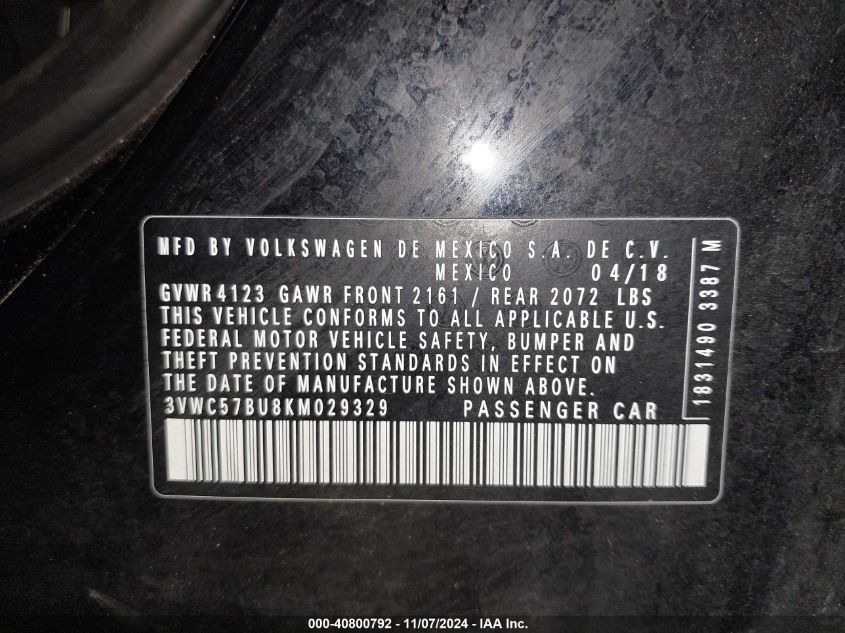 MFD BY VOLKSWAGEN DE MEXICO S.A. DE C.V.
MEXICO 04/18
GVWR 4123 GAWR FRONT 2161 / REAR 2072 LBS
THIS VEHICLE CONFORMS TO ALL APPLICABLE U.S.
FEDERAL MOTOR VEHICLE SAFETY, BUMPER AND
THEFT PREVENTION STANDARDS IN EFFECT ON
THE DATE OF MANUFACTURE SHOWN ABOVE.
3VWC57BU8KM029329 PASSENGER CAR
1831490 3387 M
000-40800792 - 11/07/2024 - IAA Inc.